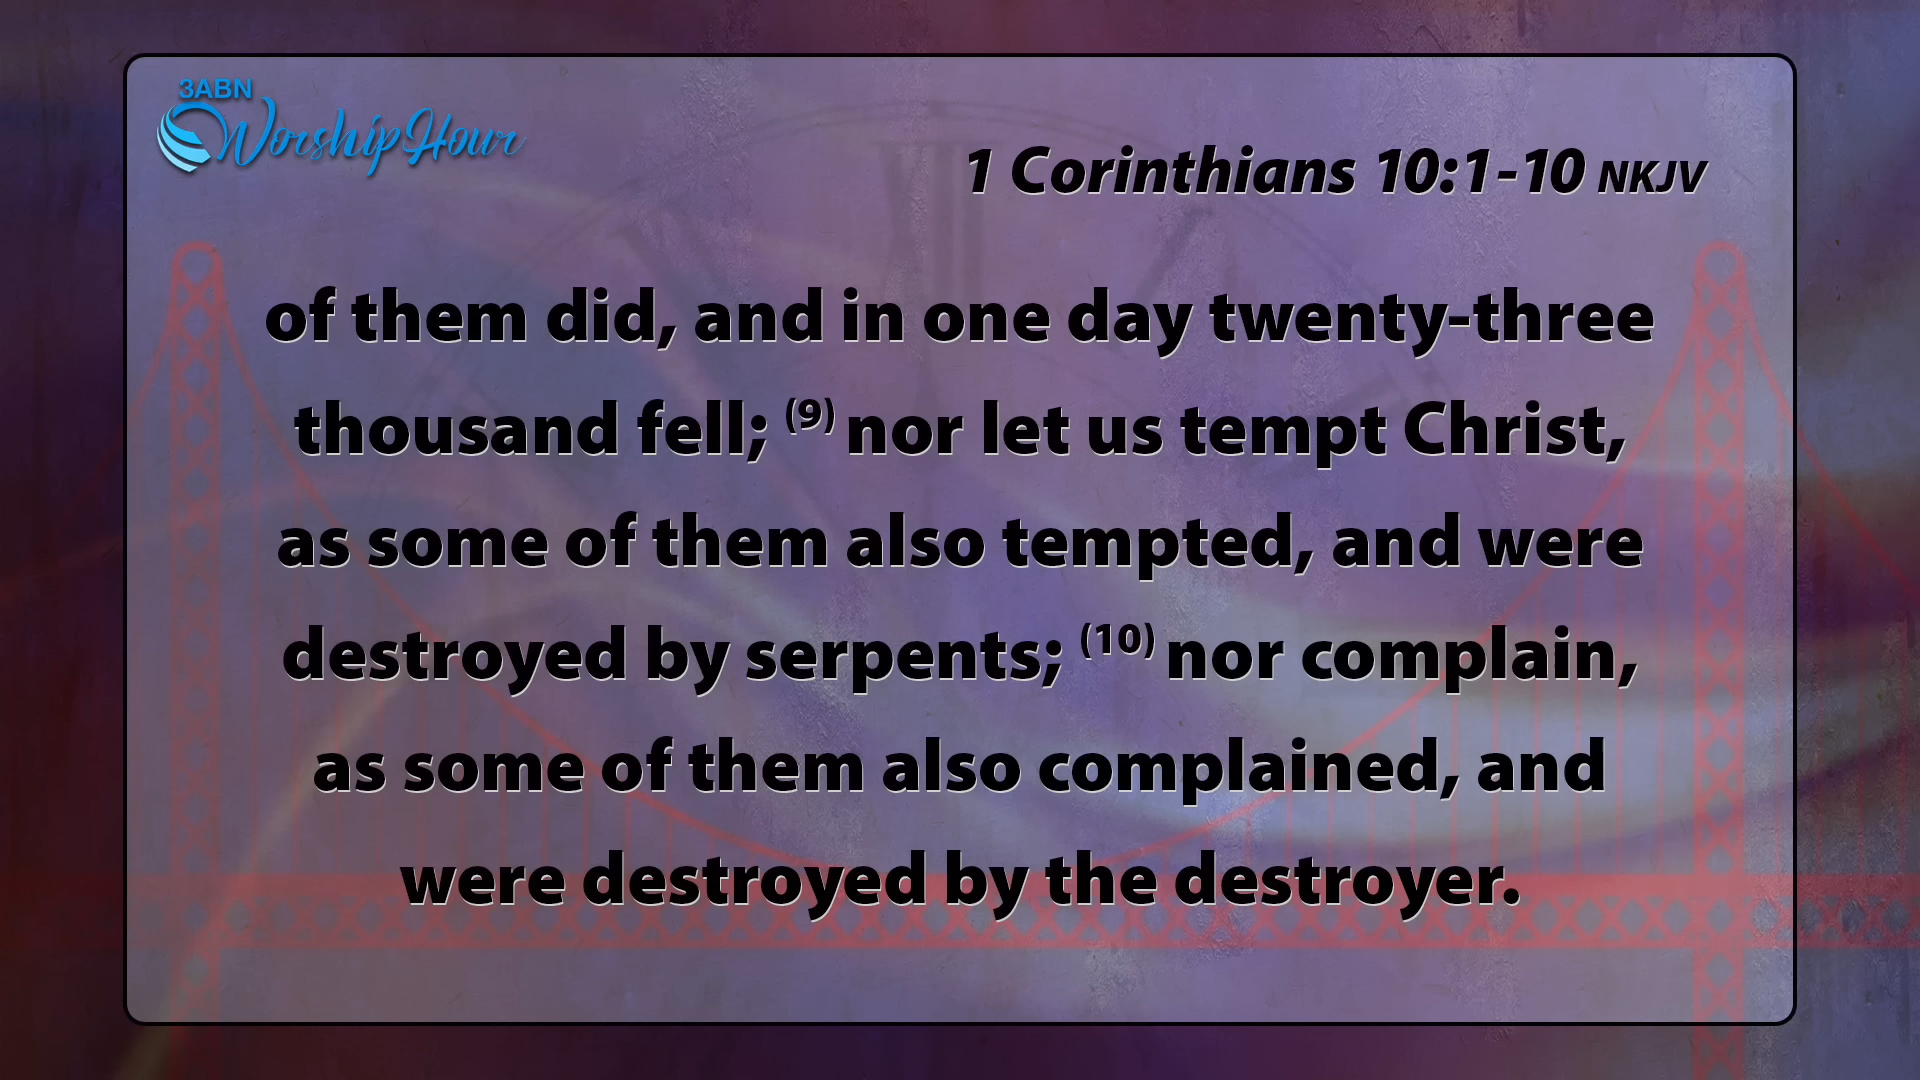 3ABN
Worship Hour
1 Corinthians 10:1-10 NKJV
of them did, and in one day twenty-three
thousand fell; (9) nor let us tempt Christ,
as some of them also tempted, and were
destroyed by serpents; (10) nor complain,
as some of them also complained, and
were destroyed by the destroyer.